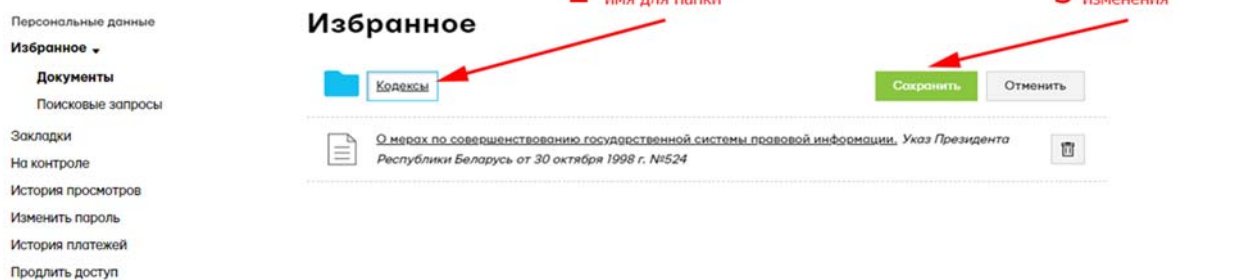 имя для папки
изменения
Персональные данные
Избранное
Избранное
Документы
Поисковые запросы
Закладки
На контроле
История просмотров
Изменить пароль
История платежей
Продлить доступ
Кодексы
Сохранить
Отменить
О мерах по совершенствованию государственной системы правовой информации. Указ Президента
Республики Беларусь от 30 октября 1998 г. №524